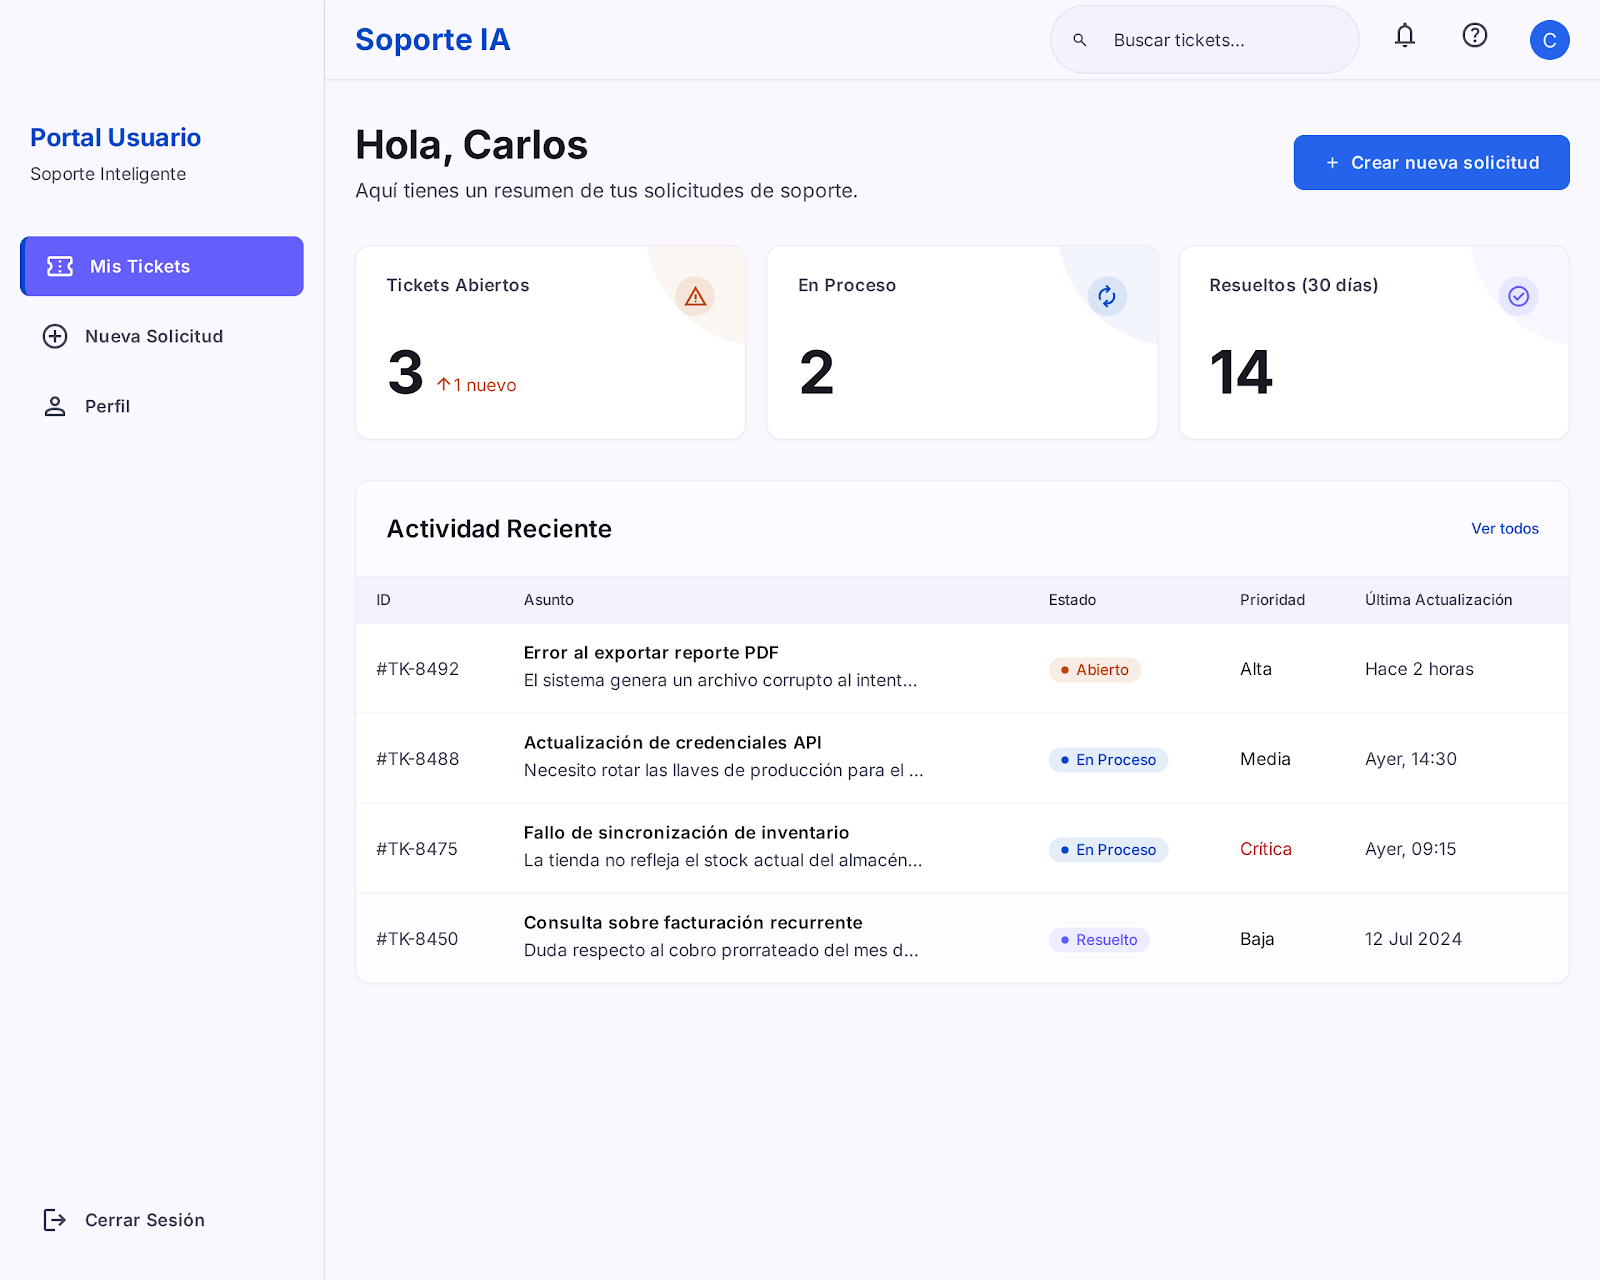 Soporte IA
Buscar tickets...
C
Portal Usuario
Soporte Inteligente
Mis Tickets
Nueva Solicitud
Perfil
Cerrar Sesión
Hola, Carlos
Aquí tienes un resumen de tus solicitudes de soporte.
+ Crear nueva solicitud
Tickets Abiertos
3 ↑1 nuevo
En Proceso
2
Resueltos (30 días)
14
Actividad Reciente
Ver todos
ID Asunto Estado Prioridad Última Actualización
#TK-8492 Error al exportar reporte PDF Abierto Alta Hace 2 horas
El sistema genera un archivo corrupto al intent...
#TK-8488 Actualización de credenciales API En Proceso Media Ayer, 14:30
Necesito rotar las llaves de producción para el ...
#TK-8475 Fallo de sincronización de inventario En Proceso Crítica Ayer, 09:15
La tienda no refleja el stock actual del almacén...
#TK-8450 Consulta sobre facturación recurrente Resuelto Baja 12 Jul 2024
Duda respecto al cobro prorrateado del mes d...